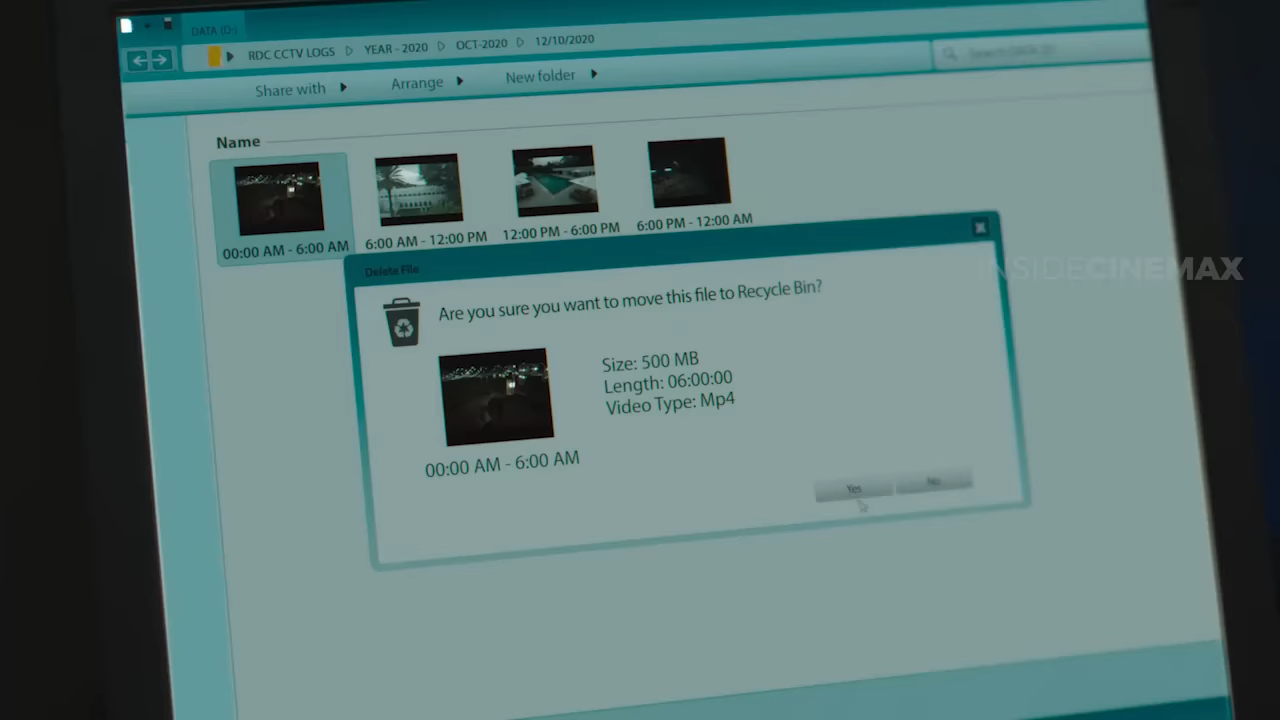 DATA (D:)
RDC CCTV LOGS YEAR - 2020 OCT-2020 12/10/2020
Search DATA (D:)
Share with Arrange New folder
Name
00:00 AM - 6:00 AM 6:00 AM - 12:00 PM 12:00 PM - 6:00 PM 6:00 PM - 12:00 AM
Delete File
INSIDECINEMAX
Are you sure you want to move this file to Recycle Bin?
Size: 500 MB
Length: 06:00:00
Video Type: Mp4
00:00 AM - 6:00 AM
Yes No